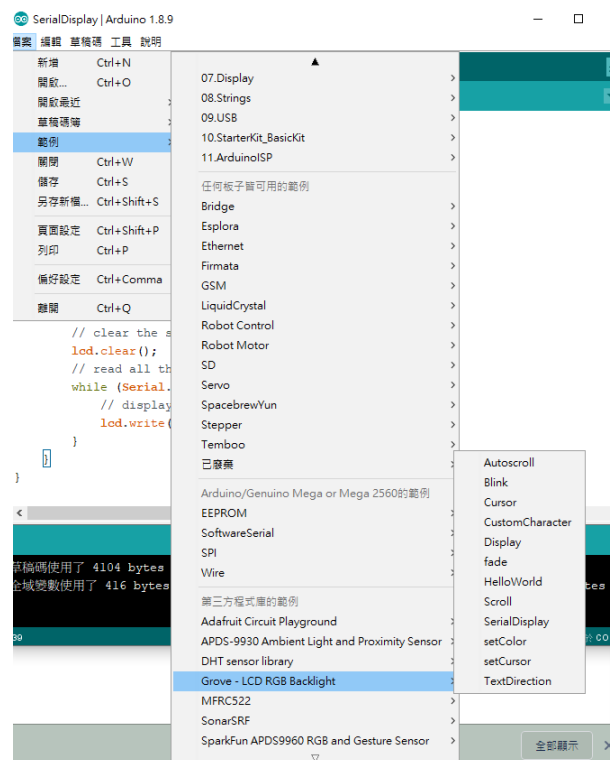 SerialDisplay | Arduino 1.8.9
檔案 編輯 草稿碼 工具 說明
新增 Ctrl+N
開啟... Ctrl+O
開啟最近
草稿碼簿
範例
關閉 Ctrl+W
儲存 Ctrl+S
另存新檔... Ctrl+Shift+S
頁面設定 Ctrl+Shift+P
列印 Ctrl+P
偏好設定 Ctrl+Comma
離開 Ctrl+Q
07.Display
08.Strings
09.USB
10.StarterKit_BasicKit
11.ArduinoISP
任何板子皆可用的範例
Bridge
Esplora
Ethernet
Firmata
GSM
LiquidCrystal
Robot Control
Robot Motor
SD
Servo
SpacebrewYun
Stepper
Temboo
已廢棄
Arduino/Genuino Mega or Mega 2560的範例
EEPROM
SoftwareSerial
SPI
Wire
第三方程式庫的範例
Adafruit Circuit Playground
APDS-9930 Ambient Light and Proximity Sensor
DHT sensor library
Grove - LCD RGB Backlight
MFRC522
SonarSRF
SparkFun APDS9960 RGB and Gesture Sensor
Autoscroll
Blink
Cursor
CustomCharacter
Display
fade
HelloWorld
Scroll
SerialDisplay
setColor
setCursor
TextDirection
// clear the s
lcd.clear();
// read all th
while (Serial.
// display
lcd.write(
}
}
}
草稿碼使用了 4104 bytes
全域變數使用了 416 bytes
tes
39
CO
全部顯示